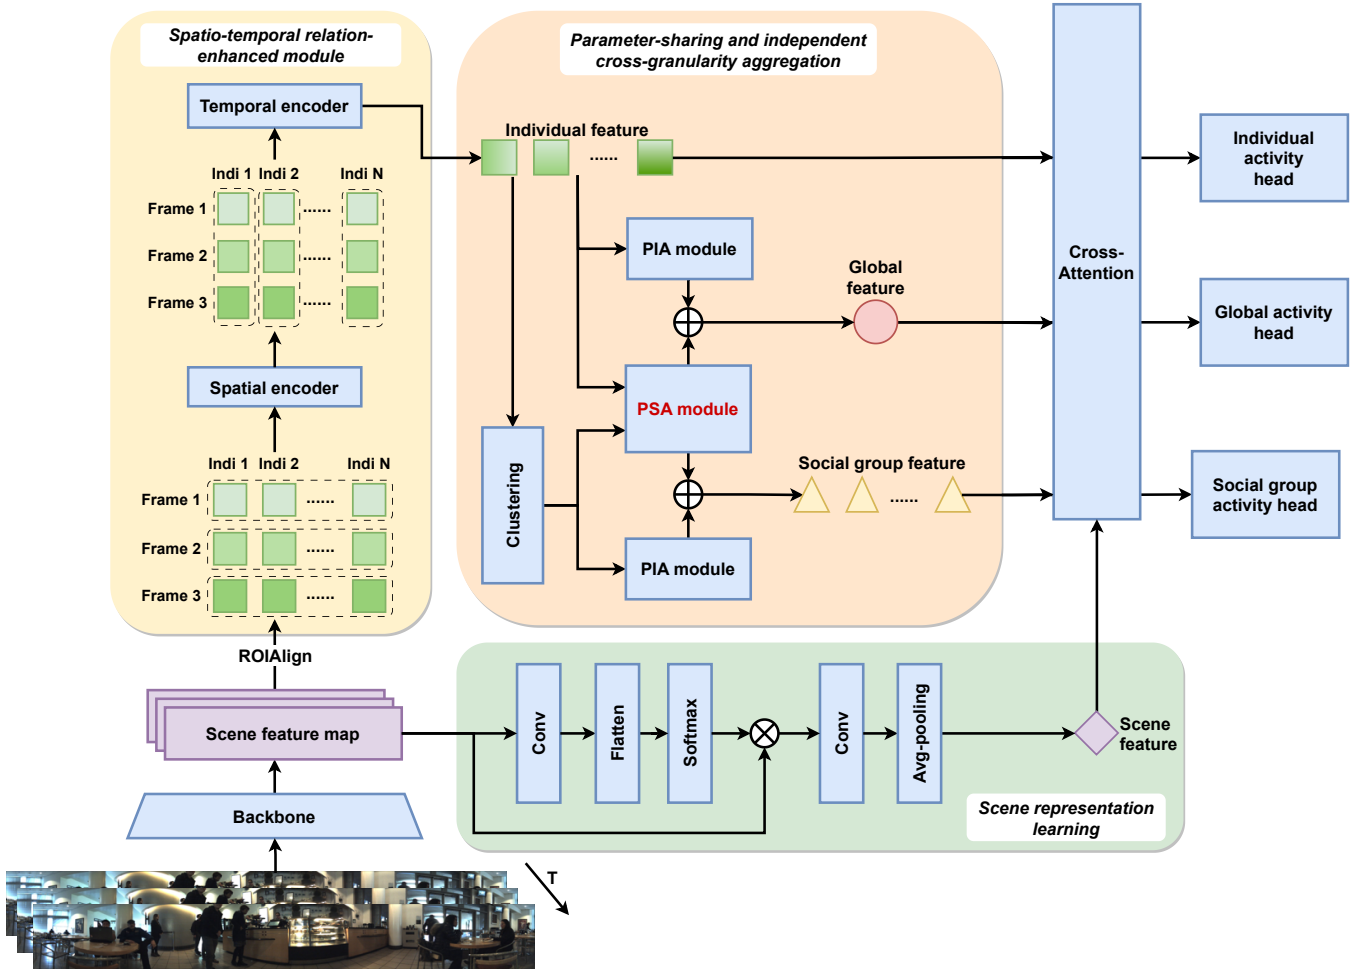 Spatio-temporal relation-
enhanced module
Temporal encoder
Indi 1 Indi 2 Indi N
Frame 1 ......
Frame 2 ......
Frame 3 ......
Spatial encoder
Indi 1 Indi 2 Indi N
Frame 1 ......
Frame 2 ......
Frame 3 ......
ROIAlign
Scene feature map
Backbone
T
Parameter-sharing and independent
cross-granularity aggregation
Individual feature
......
PIA module
Global
feature
PSA module
Clustering
Social group feature
......
PIA module
Conv
Flatten
Softmax
Conv
Avg-pooling
Scene
feature
Scene representation
learning
Cross-
Attention
Individual
activity
head
Global activity
head
Social group
activity head